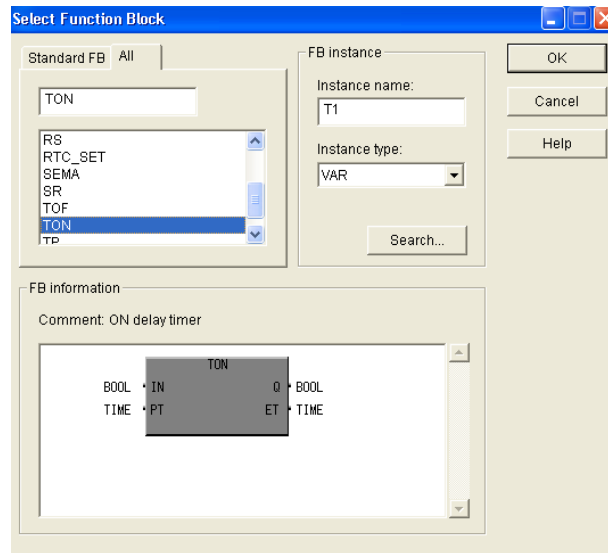 Select Function Block
Standard FB
All
TON
RS
RTC_SET
SEMA
SR
TOF
TON
TP
FB instance
Instance name:
T1
Instance type:
VAR
Search...
OK
Cancel
Help
FB information
Comment: ON delay timer
TON
BOOL IN Q BOOL
TIME PT ET TIME